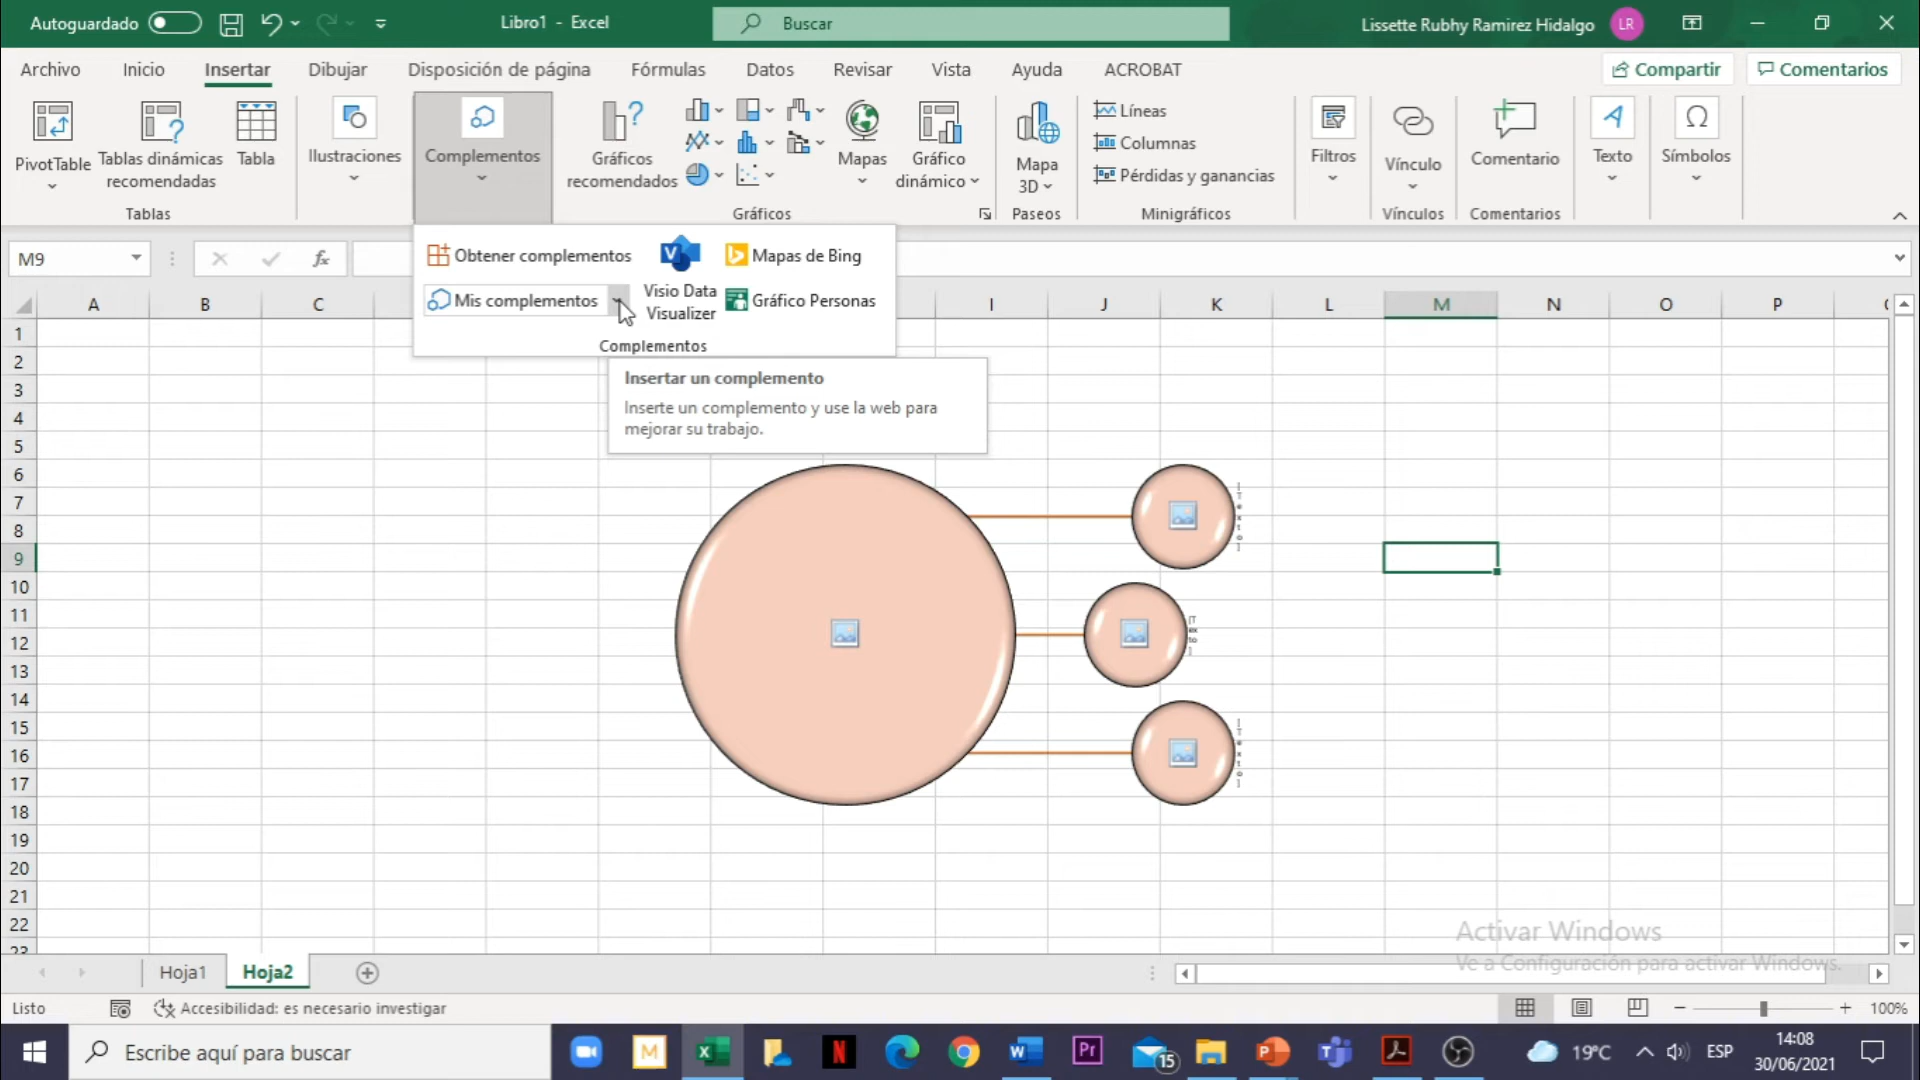 Autoguardado
Libro1 - Excel
Buscar
Lissette Rubhy Ramirez Hidalgo
LR
Archivo Inicio Insertar Dibujar Disposición de página Fórmulas Datos Revisar Vista Ayuda ACROBAT
Compartir
Comentarios
PivotTable
Tablas dinámicas
recomendadas
Tabla
Tablas
Ilustraciones
Complementos
Gráficos
recomendados
Mapas
Gráfico
dinámico
Gráficos
Mapa
3D
Paseos
Líneas
Columnas
Pérdidas y ganancias
Minigráficos
Filtros
Vínculo
Vínculos
Comentario
Comentarios
Texto
Símbolos
M9
fx
Obtener complementos
Mis complementos
Visio Data
Visualizer
Mapas de Bing
Gráfico Personas
Complementos
Insertar un complemento
Inserte un complemento y use la web para
mejorar su trabajo.
A B C I J K L M N O P
1
2
3
4
5
6
7
8
9
10
11
12
13
14
15
16
17
18
19
20
21
22
23
[Texto]
[Texto]
[Texto]
Activar Windows
Ve a Configuración para activar Windows.
Hoja1 Hoja2
Listo
Accesibilidad: es necesario investigar
100%
Escribe aquí para buscar
15
19°C
ESP
14:08
30/06/2021